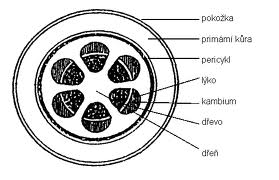 pokožka
primární kůra
pericykl
lýko
kambium
dřevo
dřeň